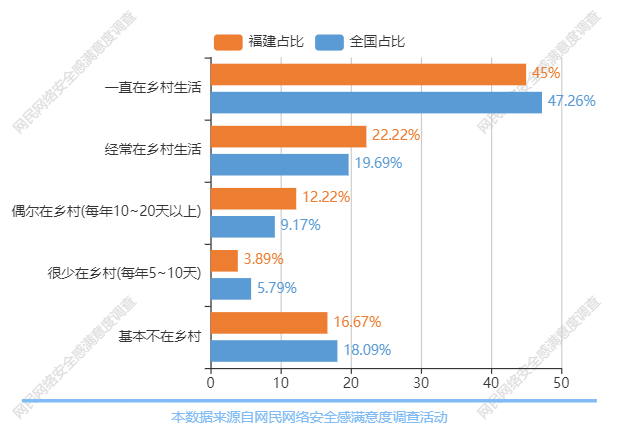 福建占比 全国占比
一直在乡村生活 45%
47.26%
经常在乡村生活 22.22%
19.69%
偶尔在乡村(每年10~20天以上) 12.22%
9.17%
很少在乡村(每年5~10天) 3.89%
5.79%
基本不在乡村 16.67%
18.09%
0 10 20 30 40 50
本数据来源自网民网络安全感满意度调查活动
网民网络安全感满意度调查
网民网络安全感满意度调查
网民网络安全感满意度调查
网民网络安全感满意度调查